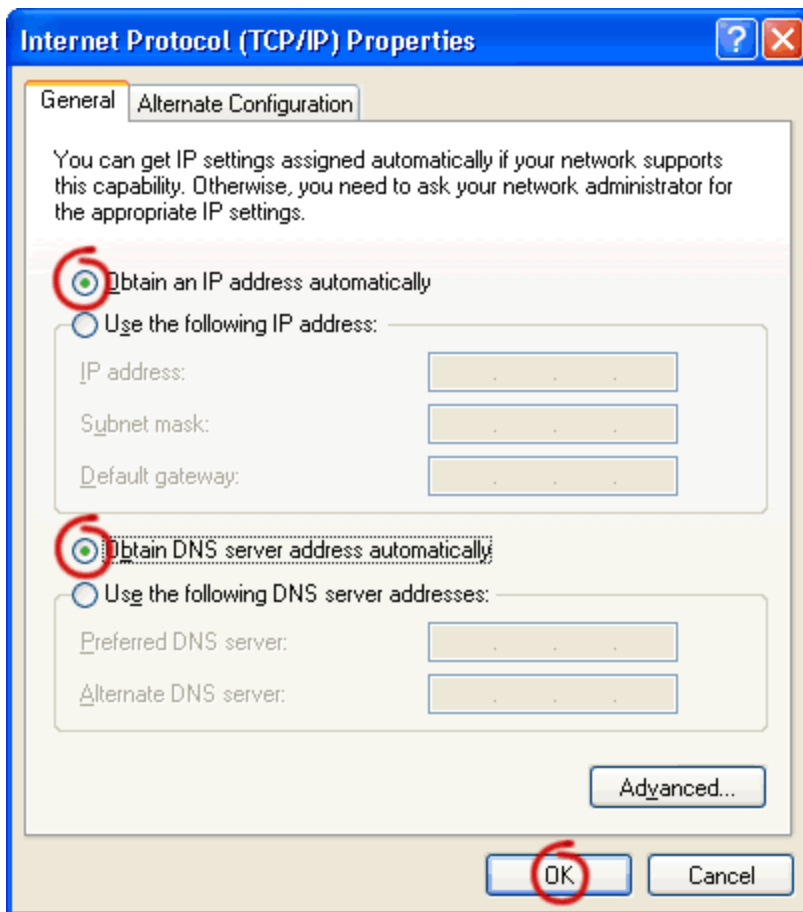 Internet Protocol (TCP/IP) Properties
General
Alternate Configuration
You can get IP settings assigned automatically if your network supports
this capability. Otherwise, you need to ask your network administrator for
the appropriate IP settings.
Obtain an IP address automatically
Use the following IP address:
IP address:
Subnet mask:
Default gateway:
Obtain DNS server address automatically
Use the following DNS server addresses:
Preferred DNS server:
Alternate DNS server:
Advanced...
OK
Cancel